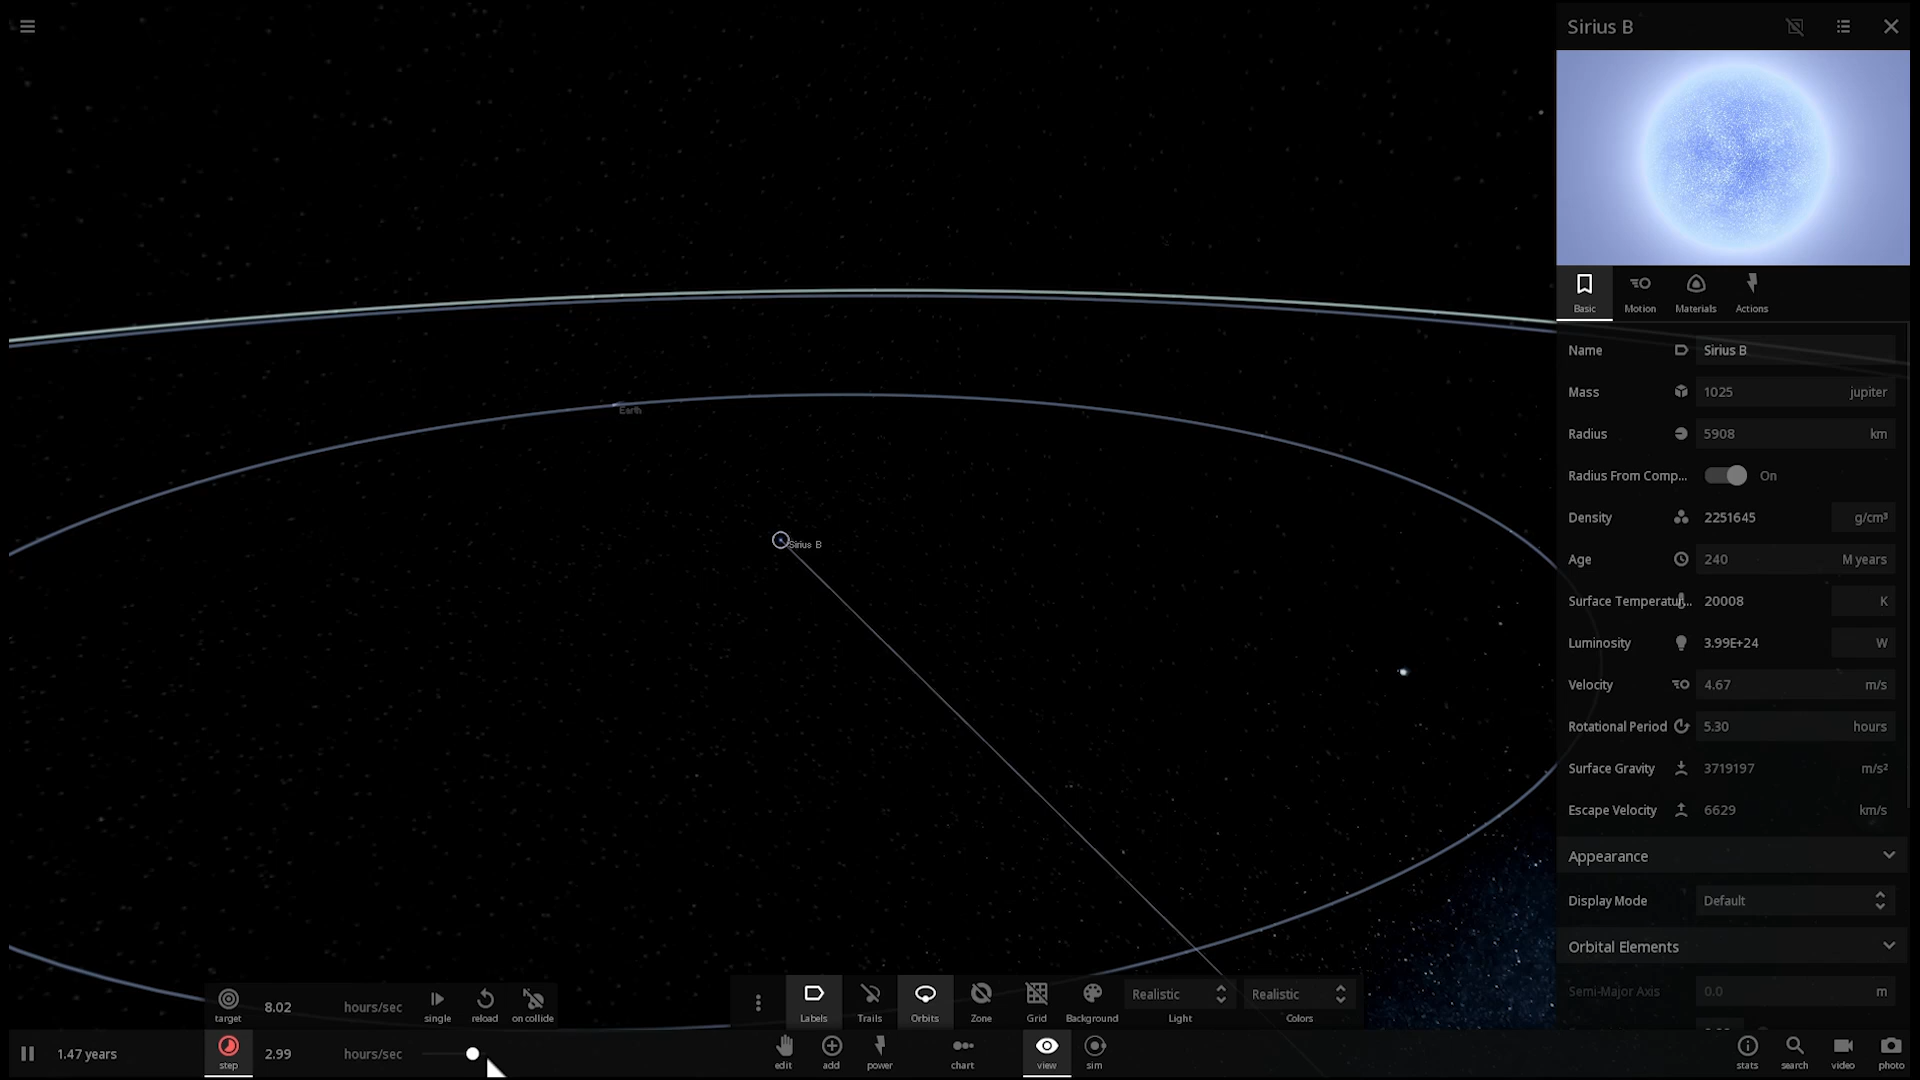 Sirius B
Basic
Motion
Materials
Actions
Name Sirius B
Mass 1025 jupiter
Radius 5908 km
Radius From Comp... On
Density 2251645 g/cm³
Age 240 M years
Surface Temperatur... 20008 K
Luminosity 3.99E+24 W
Velocity 4.67 m/s
Rotational Period 5.30 hours
Surface Gravity 3719197 m/s²
Escape Velocity 6629 km/s
Appearance
Display Mode Default
Orbital Elements
Semi-Major Axis 0.0 m
Earth
Sirius B
target 8.02 hours/sec
single
reload
on collide
Labels
Trails
Orbits
Zone
Grid
Background
Realistic
Light
Realistic
Colors
1.47 years
step
2.99 hours/sec
edit
add
power
chart
view
sim
stats
search
video
photo